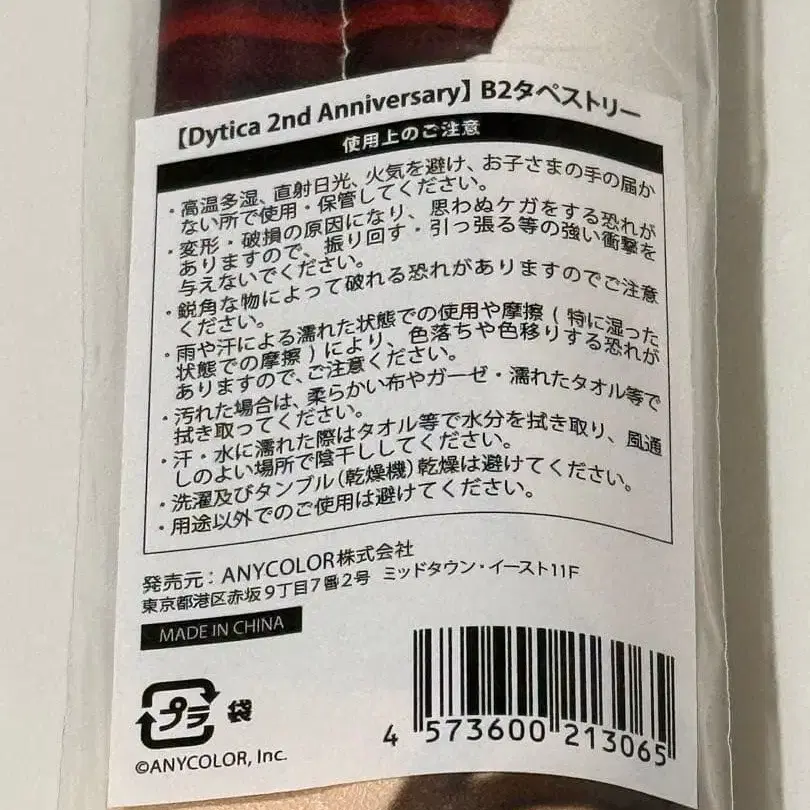 【Dytica 2nd Anniversary】B2タペストリー
使用上のご注意
・高温多湿、直射日光、火気を避け、お子さまの手の届か
ない所で使用・保管してください。
・変形・破損の原因になり、思わぬケガをする恐れが
ありますので、振り回す・引っ張る等の強い衝撃を
与えないでください。
・鋭角な物によって破れる恐れがありますのでご注意
ください。
・雨や汗による濡れた状態での使用や摩擦(特に湿った
状態での摩擦)により、色落ちや色移りする恐れが
ありますので、ご注意ください。
・汚れた場合は、柔らかい布やガーゼ・濡れたタオル等で
拭き取ってください。
・汗・水に濡れた際はタオル等で水分を拭き取り、風通
しのよい場所で陰干ししてください。
・洗濯及びタンブル(乾燥機)乾燥は避けてください。
・用途以外でのご使用は避けてください。
発売元:ANYCOLOR株式会社
東京都港区赤坂9丁目7番2号 ミッドタウン・イースト11F
MADE IN CHINA
プラ 袋
4 573600 213065
©ANYCOLOR, Inc.